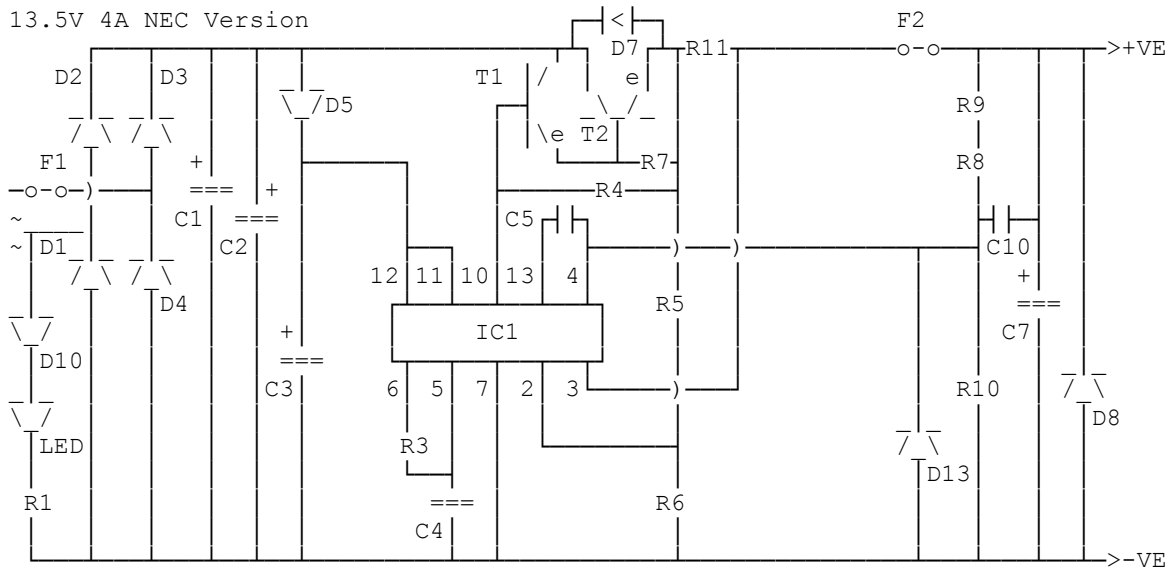 13.5V 4A NEC Version
F2
D7
R11
>+VE
D2 D3 T1 e
D5
R9
\e T2
F1 + R7 R8
+ R4
~ C1 C5
~ D1 C2 C10
12 11 10 13 4 +
D4 R5
+ IC1 C7
D10
C3 6 5 7 2 3
R10
D8
LED R3
D13
R1 R6
C4
>-VE